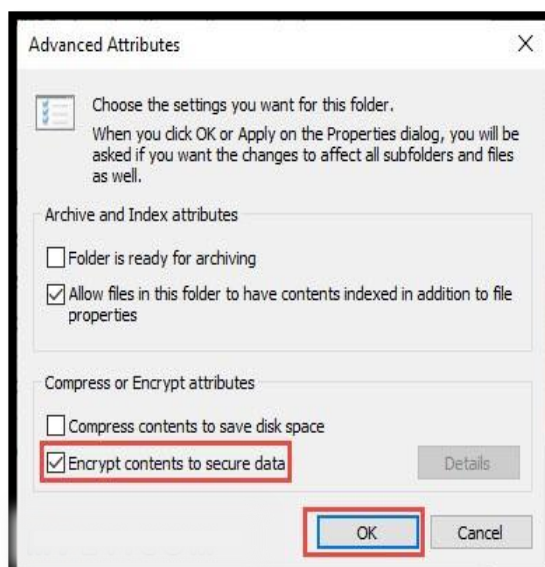 Advanced Attributes
Choose the settings you want for this folder.
When you click OK or Apply on the Properties dialog, you will be
asked if you want the changes to affect all subfolders and files
as well.
Archive and Index attributes
Folder is ready for archiving
Allow files in this folder to have contents indexed in addition to file
properties
Compress or Encrypt attributes
Compress contents to save disk space
Encrypt contents to secure data
Details
OK
Cancel